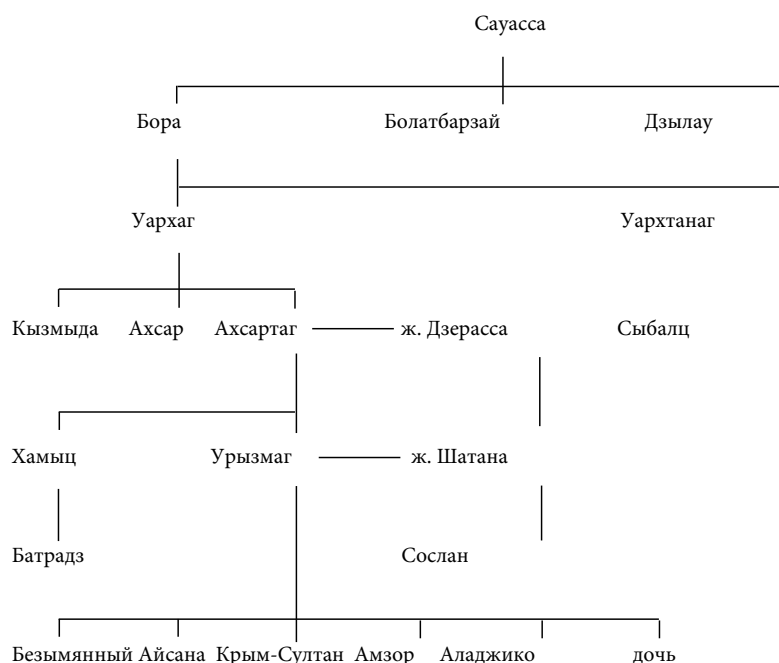 Сауасса
Бора Болатбарзай Дзылау
Уархаг Уархтанаг
Кызмыда Ахсар Ахсартаг ж. Дзерасса Сыбалц
Хамыц Урызмаг ж. Шатана
Батрадз Сослан
Безымянный Айсана Крым-Султан Амзор Аладжико дочь